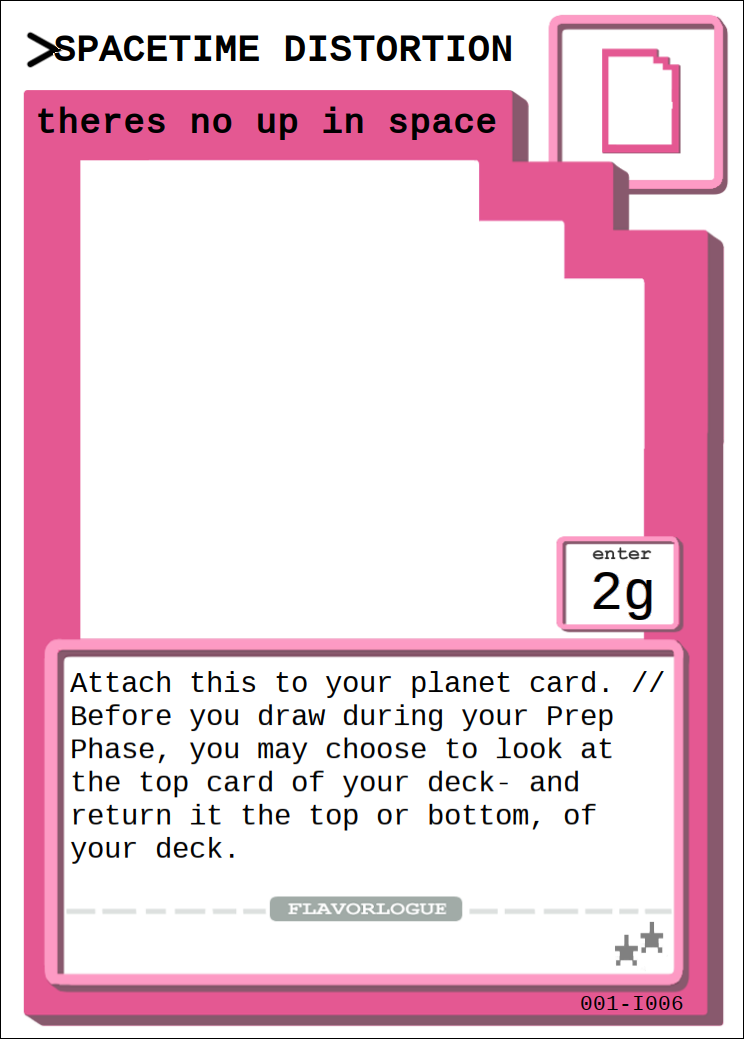 >SPACETIME DISTORTION
theres no up in space
enter
2g
Attach this to your planet card. //
Before you draw during your Prep
Phase, you may choose to look at
the top card of your deck- and
return it the top or bottom, of
your deck.
FLAVORLOGUE
001-I006